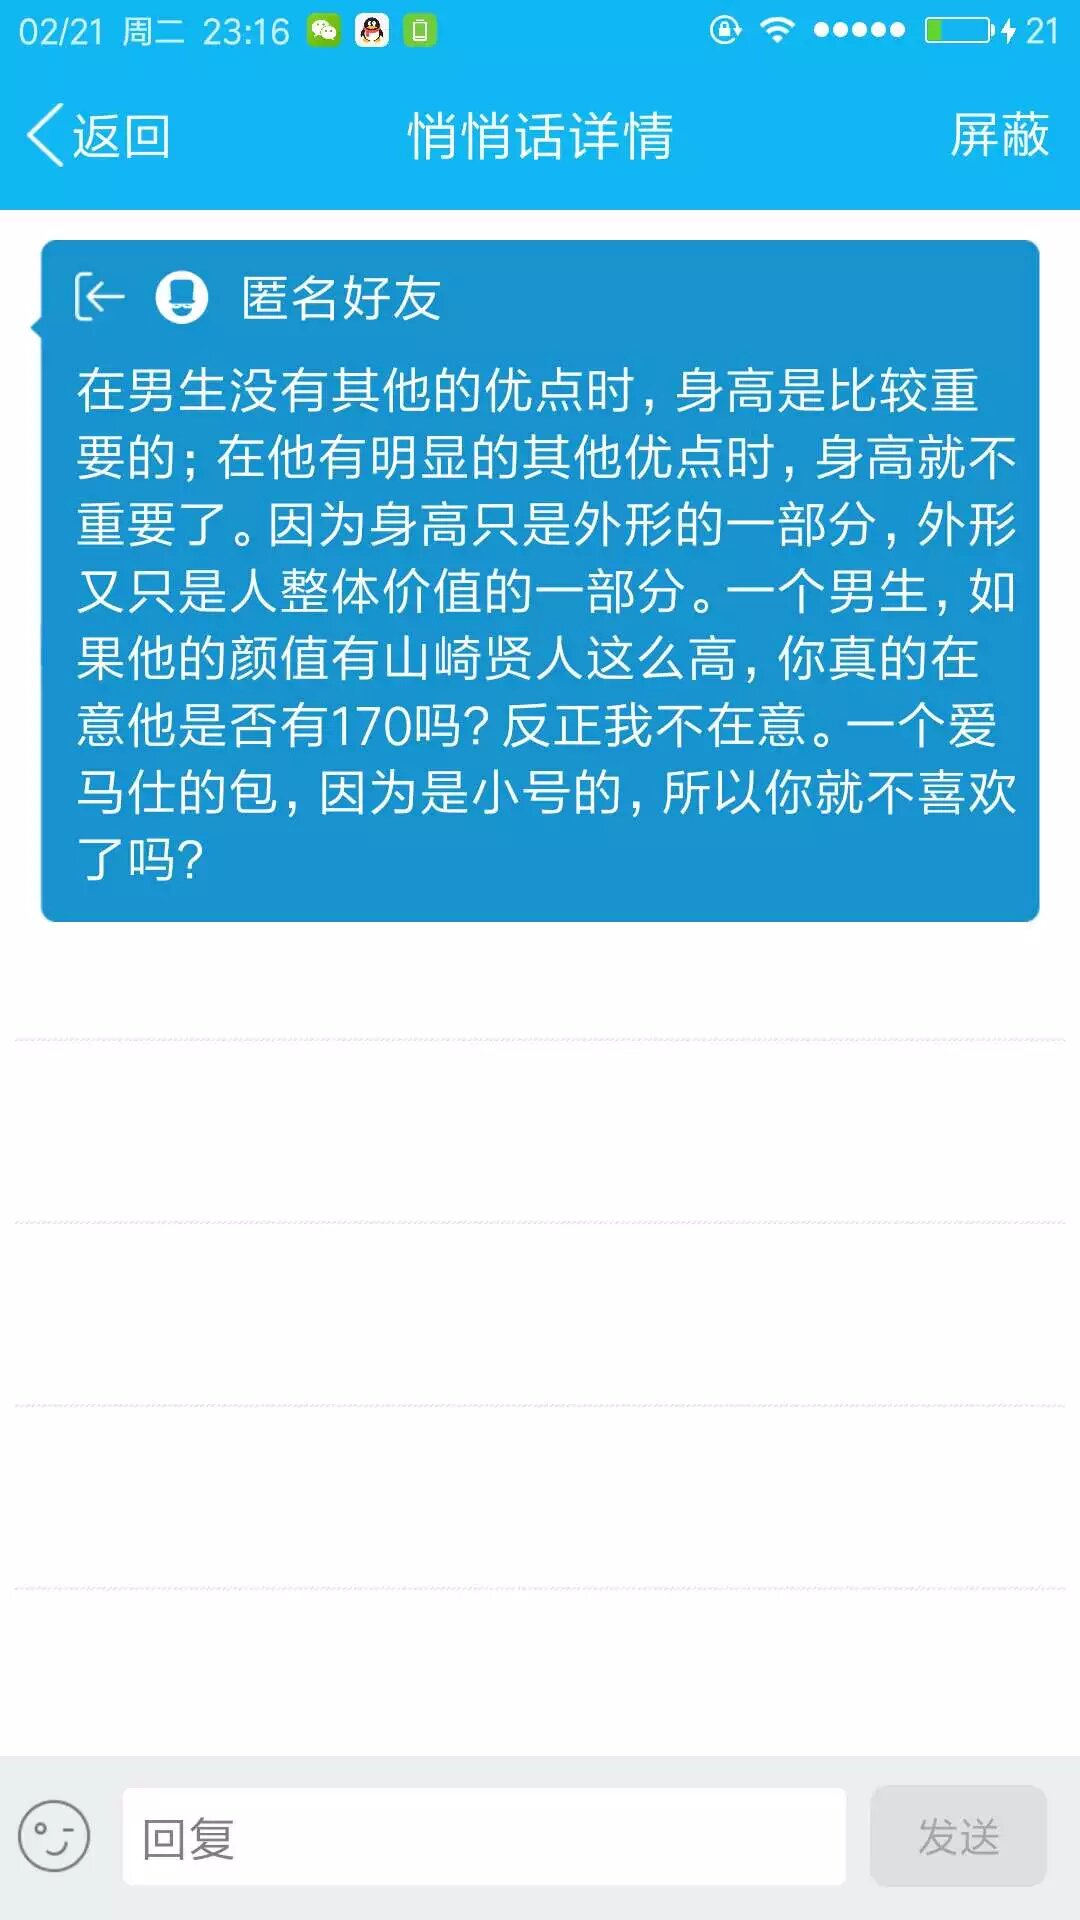 02/21 周二 23:16 21
返回 悄悄话详情 屏蔽
匿名好友
在男生没有其他的优点时，身高是比较重
要的；在他有明显的其他优点时，身高就不
重要了。因为身高只是外形的一部分，外形
又只是人整体价值的一部分。一个男生，如
果他的颜值有山崎贤人这么高，你真的在
意他是否有170吗？反正我不在意。一个爱
马仕的包，因为是小号的，所以你就不喜欢
了吗？
回复 发送